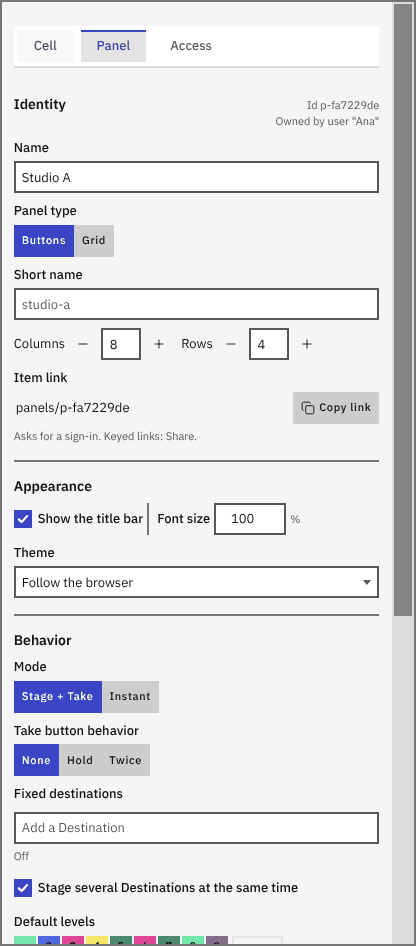 Cell Panel Access
Identity Id p-fa7229de
Owned by user "Ana"
Name
Studio A
Panel type
Buttons Grid
Short name
studio-a
Columns − 8 + Rows − 4 +
Item link
panels/p-fa7229de Copy link
Asks for a sign-in. Keyed links: Share.
Appearance
Show the title bar Font size 100 %
Theme
Follow the browser
Behavior
Mode
Stage + Take Instant
Take button behavior
None Hold Twice
Fixed destinations
Add a Destination
Off
Stage several Destinations at the same time
Default levels